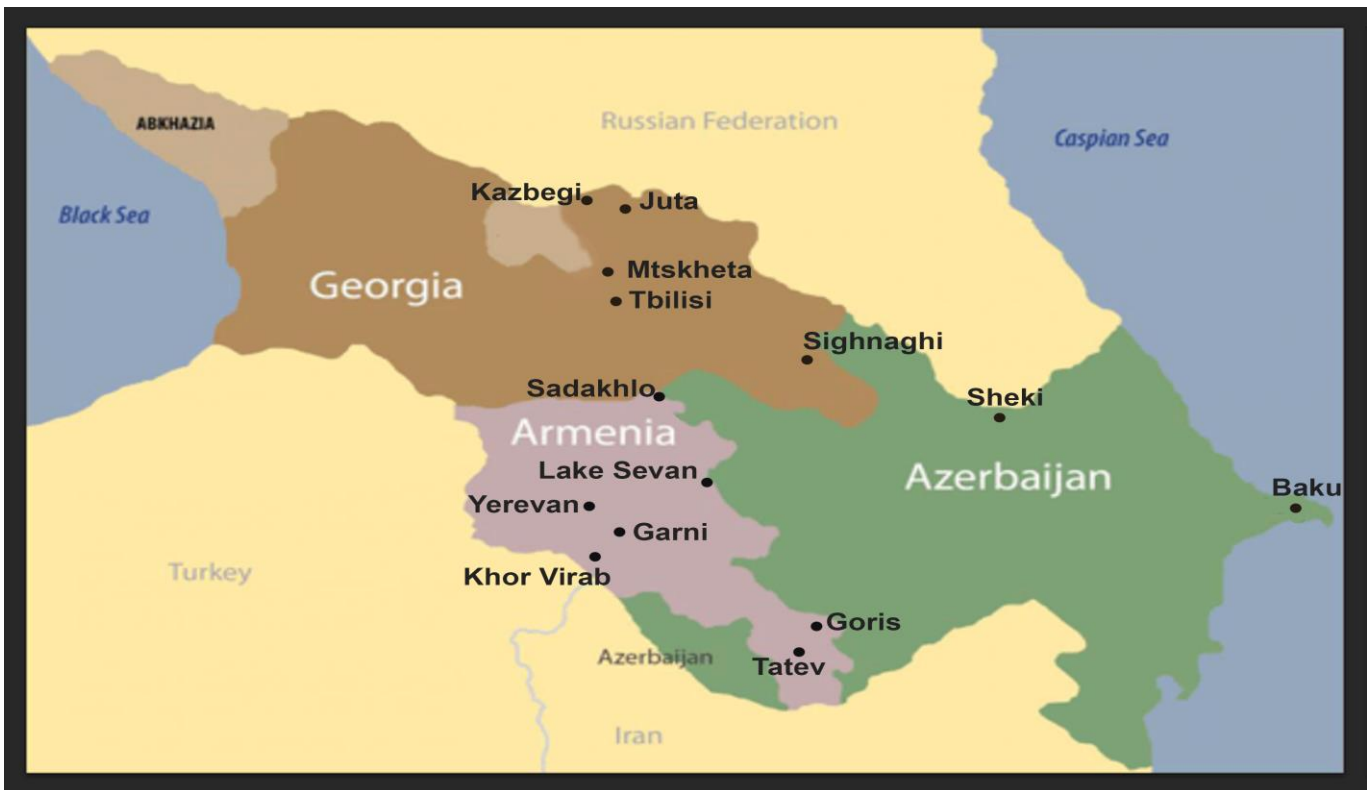 ABKHAZIA
Russian Federation
Caspian Sea
Black Sea
Kazbegi
Juta
Mtskheta
Georgia
Tbilisi
Sighnaghi
Sadakhlo
Sheki
Armenia
Lake Sevan
Azerbaijan
Baku
Yerevan
Garni
Turkey
Khor Virab
Goris
Azerbaijan
Tatev
Iran